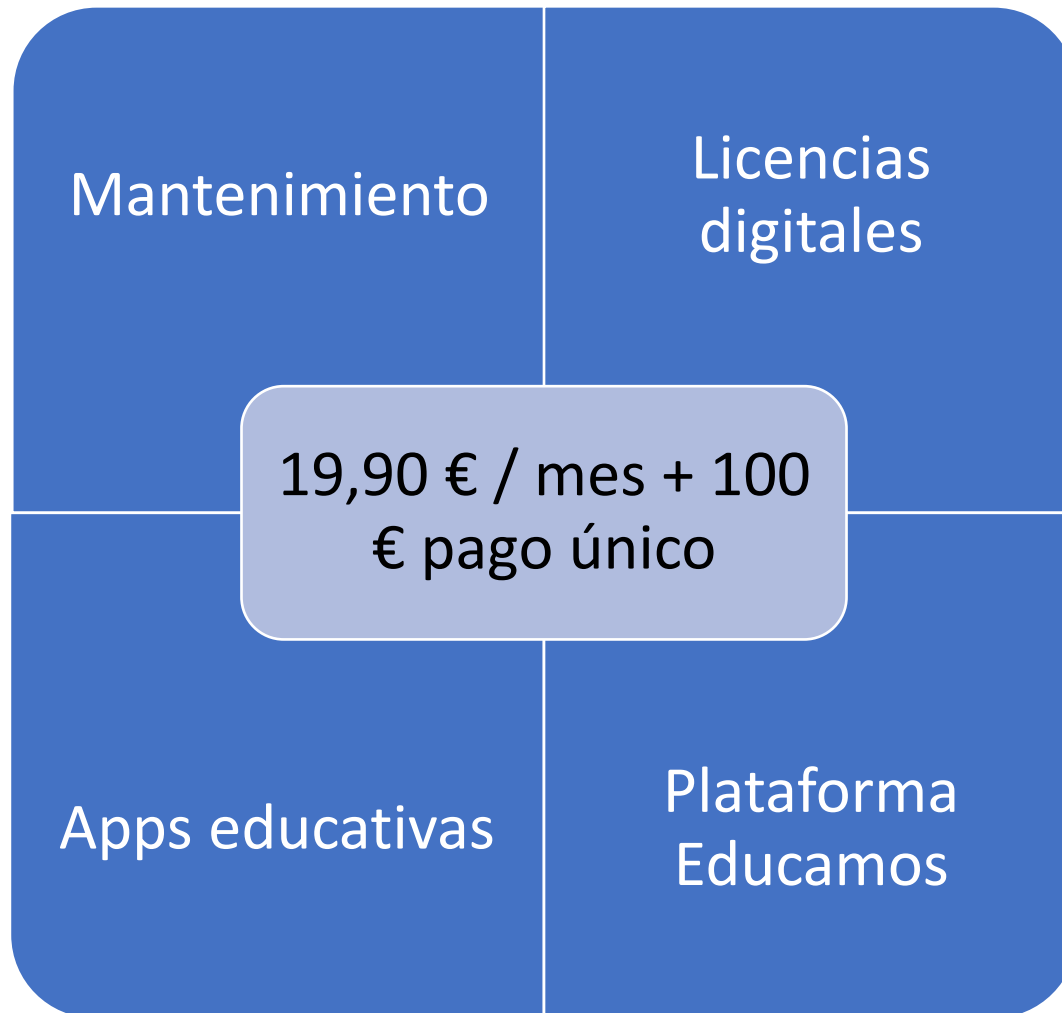 Mantenimiento
Licencias
digitales
19,90 € / mes + 100
€ pago único
Apps educativas
Plataforma
Educamos